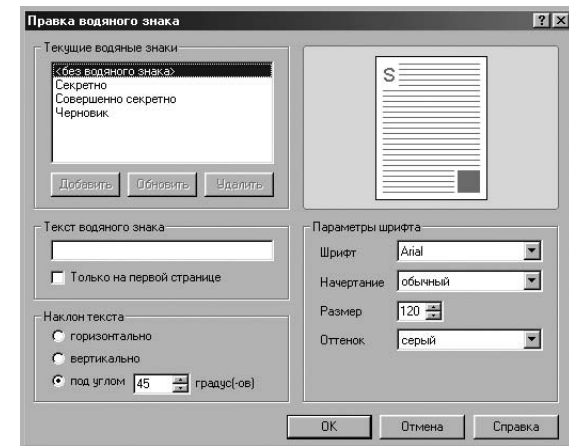 Правка водяного знака
Текущие водяные знаки
<без водяного знака>
Секретно
Совершенно секретно
Черновик
Добавить Обновить Удалить
S
Текст водяного знака
Только на первой странице
Наклон текста
горизонтально
вертикально
под углом 45 градус(-ов)
Параметры шрифта
Шрифт Arial
Начертание обычный
Размер 120
Оттенок серый
OK Отмена Справка